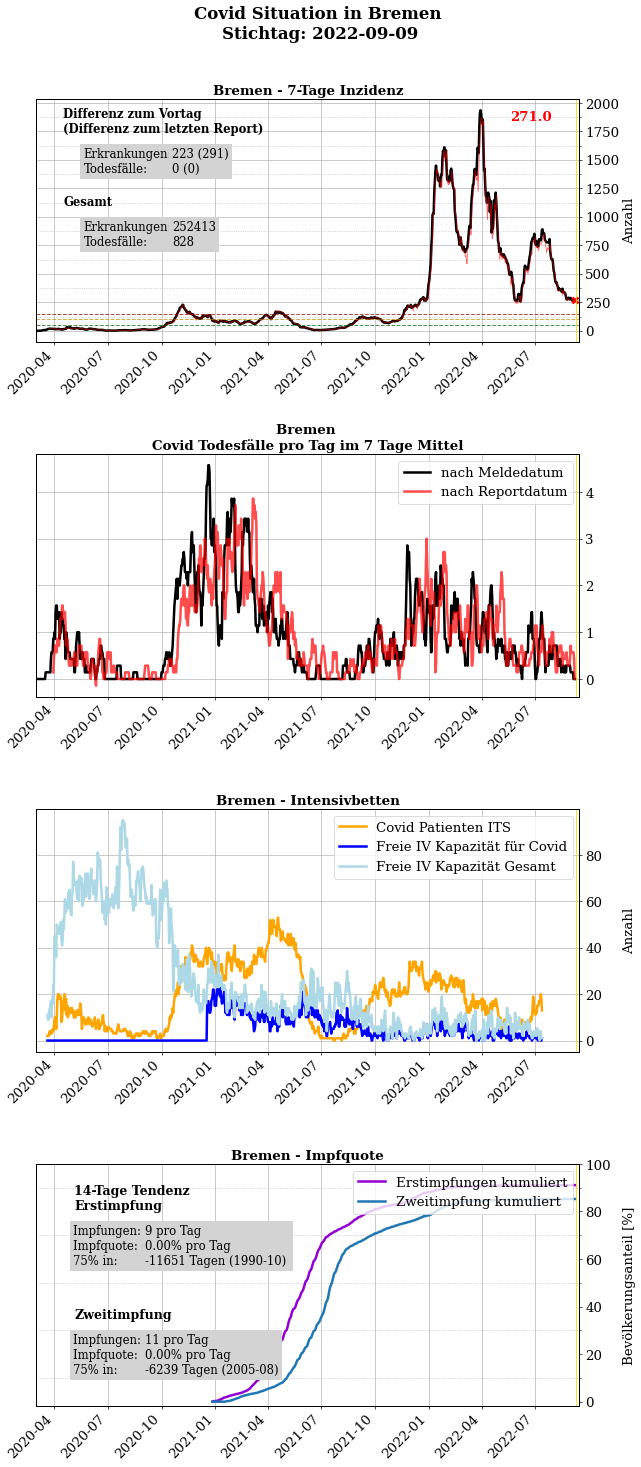 Covid Situation in Bremen
Stichtag: 2022-09-09
Bremen - 7-Tage Inzidenz
Differenz zum Vortag
(Differenz zum letzten Report)
Erkrankungen 223 (291)
Todesfälle: 0 (0)
Gesamt
Erkrankungen 252413
Todesfälle: 828
271.0
2000
1750
1500
1250
1000
750
500
250
0
Anzahl
2020-04
2020-07
2020-10
2021-01
2021-04
2021-07
2021-10
2022-01
2022-04
2022-07
Bremen
Covid Todesfälle pro Tag im 7 Tage Mittel
nach Meldedatum
nach Reportdatum
4
3
2
1
0
2020-04
2020-07
2020-10
2021-01
2021-04
2021-07
2021-10
2022-01
2022-04
2022-07
Bremen - Intensivbetten
Covid Patienten ITS
Freie IV Kapazität für Covid
Freie IV Kapazität Gesamt
80
60
40
20
0
Anzahl
2020-04
2020-07
2020-10
2021-01
2021-04
2021-07
2021-10
2022-01
2022-04
2022-07
Bremen - Impfquote
14-Tage Tendenz
Erstimpfung
Impfungen: 9 pro Tag
Impfquote: 0.00% pro Tag
75% in: -11651 Tagen (1990-10)
Zweitimpfung
Impfungen: 11 pro Tag
Impfquote: 0.00% pro Tag
75% in: -6239 Tagen (2005-08)
Erstimpfungen kumuliert
Zweitimpfung kumuliert
100
80
60
40
20
0
Bevölkerungsanteil [%]
2020-04
2020-07
2020-10
2021-01
2021-04
2021-07
2021-10
2022-01
2022-04
2022-07